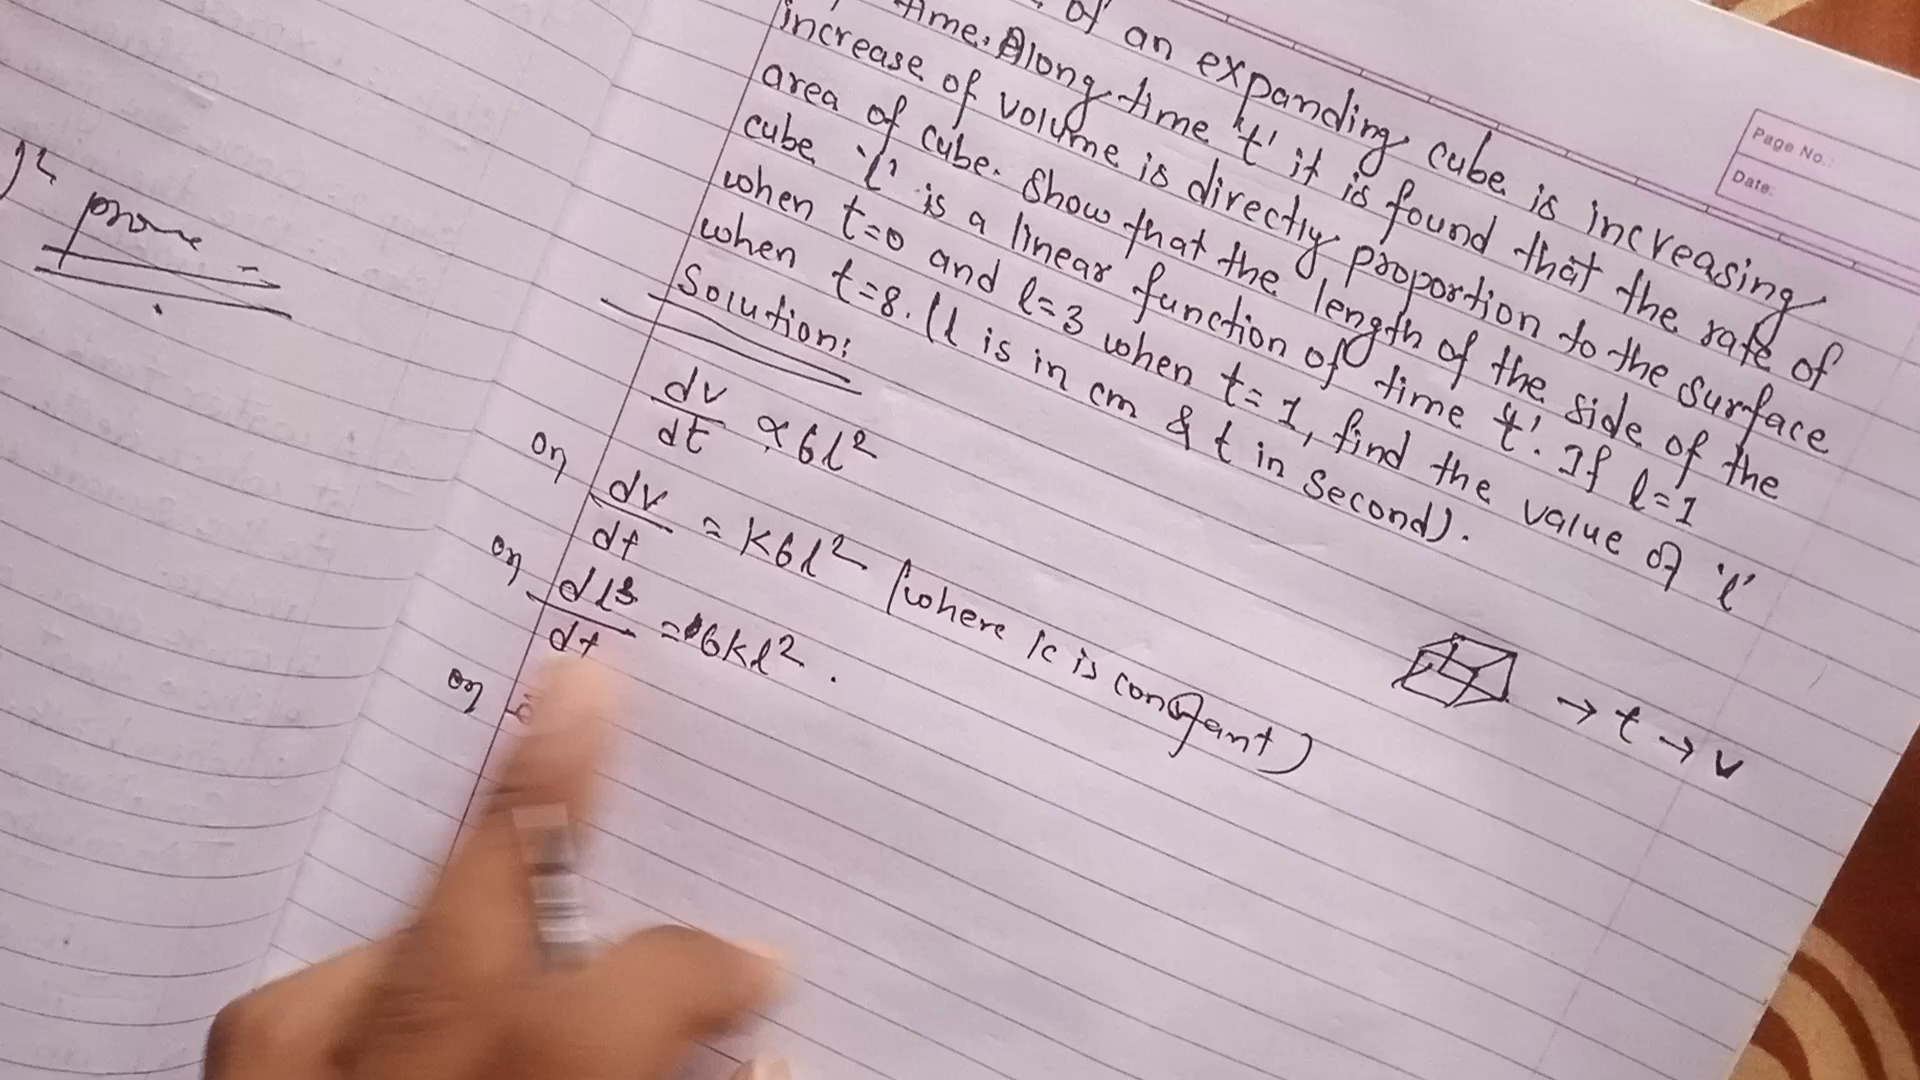 of an expanding cube is increasing
time. Along time 't' it is found that the rate of
increase of volume is directly proportion to the surface
area of cube. Show that the length of the side of the
cube 'l' is a linear function of time 't'. If l=1
when t=0 and l=3 when t=1, find the value of 'l'
when t=8. (l is in cm & t in second).
Solution:
dv/dt ∝ 6l²
or dv/dt = K6l² (where k is constant)
or dl³/dt = 6kl².
or
→ t → v
prove
Page No.:
Date: